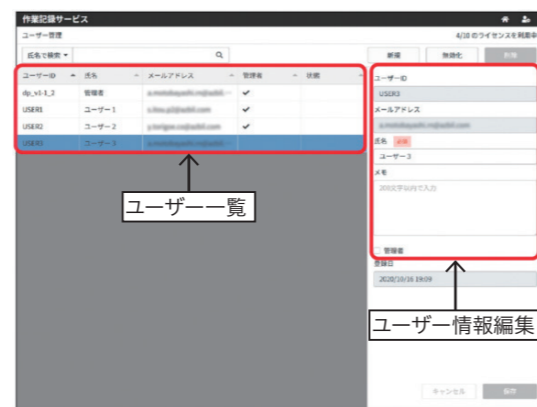 作業記録サービス
ユーザー管理
4/10 のライセンスを利用中
氏名で検索
新規 無効化 削除
ユーザーID 氏名 メールアドレス 管理者 状態
dp_v1-1_2 管理者
USER1 ユーザー1
USER2 ユーザー2
USER3 ユーザー3
ユーザー一覧
ユーザーID
USER3
メールアドレス
氏名 必須
ユーザー3
メモ
200文字以内で入力
管理者
登録日
2020/10/16 19:09
ユーザー情報編集
キャンセル 保存